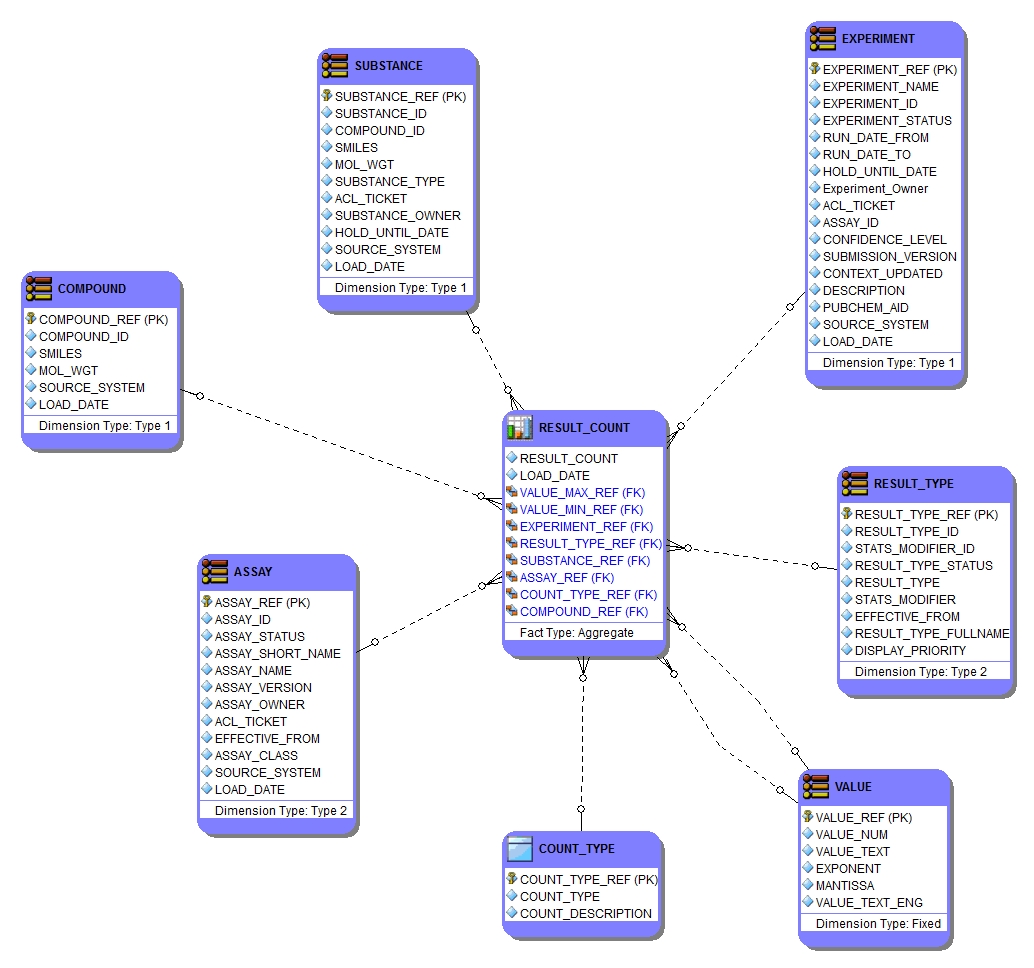 EXPERIMENT
EXPERIMENT_REF (PK)
EXPERIMENT_NAME
EXPERIMENT_ID
EXPERIMENT_STATUS
RUN_DATE_FROM
RUN_DATE_TO
HOLD_UNTIL_DATE
Experiment_Owner
ACL_TICKET
ASSAY_ID
CONFIDENCE_LEVEL
SUBMISSION_VERSION
CONTEXT_UPDATED
DESCRIPTION
PUBCHEM_AID
SOURCE_SYSTEM
LOAD_DATE
Dimension Type: Type 1
SUBSTANCE
SUBSTANCE_REF (PK)
SUBSTANCE_ID
COMPOUND_ID
SMILES
MOL_WGT
SUBSTANCE_TYPE
ACL_TICKET
SUBSTANCE_OWNER
HOLD_UNTIL_DATE
SOURCE_SYSTEM
LOAD_DATE
Dimension Type: Type 1
COMPOUND
COMPOUND_REF (PK)
COMPOUND_ID
SMILES
MOL_WGT
SOURCE_SYSTEM
LOAD_DATE
Dimension Type: Type 1
RESULT_COUNT
RESULT_COUNT
LOAD_DATE
VALUE_MAX_REF (FK)
VALUE_MIN_REF (FK)
EXPERIMENT_REF (FK)
RESULT_TYPE_REF (FK)
SUBSTANCE_REF (FK)
ASSAY_REF (FK)
COUNT_TYPE_REF (FK)
COMPOUND_REF (FK)
Fact Type: Aggregate
RESULT_TYPE
RESULT_TYPE_REF (PK)
RESULT_TYPE_ID
STATS_MODIFIER_ID
RESULT_TYPE_STATUS
RESULT_TYPE
STATS_MODIFIER
EFFECTIVE_FROM
RESULT_TYPE_FULLNAME
DISPLAY_PRIORITY
Dimension Type: Type 2
ASSAY
ASSAY_REF (PK)
ASSAY_ID
ASSAY_STATUS
ASSAY_SHORT_NAME
ASSAY_NAME
ASSAY_VERSION
ASSAY_OWNER
ACL_TICKET
EFFECTIVE_FROM
ASSAY_CLASS
SOURCE_SYSTEM
LOAD_DATE
Dimension Type: Type 2
COUNT_TYPE
COUNT_TYPE_REF (PK)
COUNT_TYPE
COUNT_DESCRIPTION
VALUE
VALUE_REF (PK)
VALUE_NUM
VALUE_TEXT
EXPONENT
MANTISSA
VALUE_TEXT_ENG
Dimension Type: Fixed